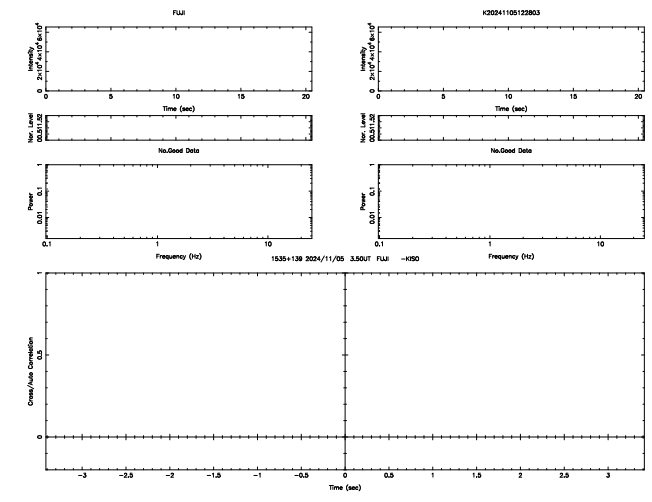 FUJI
K20241105122803
Intensity
2×10⁴ 4×10⁴ 6×10⁴
0
0 5 10 15 20
Time (sec)
Intensity
2×10⁴ 4×10⁴ 6×10⁴
0
0 5 10 15 20
Time (sec)
Nor. Level
00.511.52
Nor. Level
00.511.52
No.Good Data
No.Good Data
Power
0.01 0.1 1
0.1 1 10
Frequency (Hz)
Power
0.01 0.1 1
0.1 1 10
Frequency (Hz)
1535+139 2024/11/05 3.50UT FUJI -KISO
Cross/Auto Correlation
0 0.5 1
-3 -2.5 -2 -1.5 -1 -0.5 0 0.5 1 1.5 2 2.5 3
Time (sec)